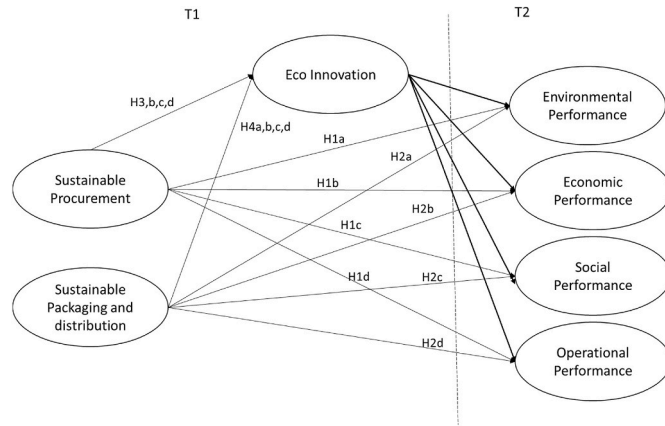 T1
T2
Eco Innovation
H3,b,c,d
H4a,b,c,d
Environmental
Performance
H1a
H2a
Sustainable
Procurement
H1b
H2b
Economic
Performance
H1c
Sustainable
Packaging and
distribution
H1d
H2c
Social
Performance
H2d
Operational
Performance